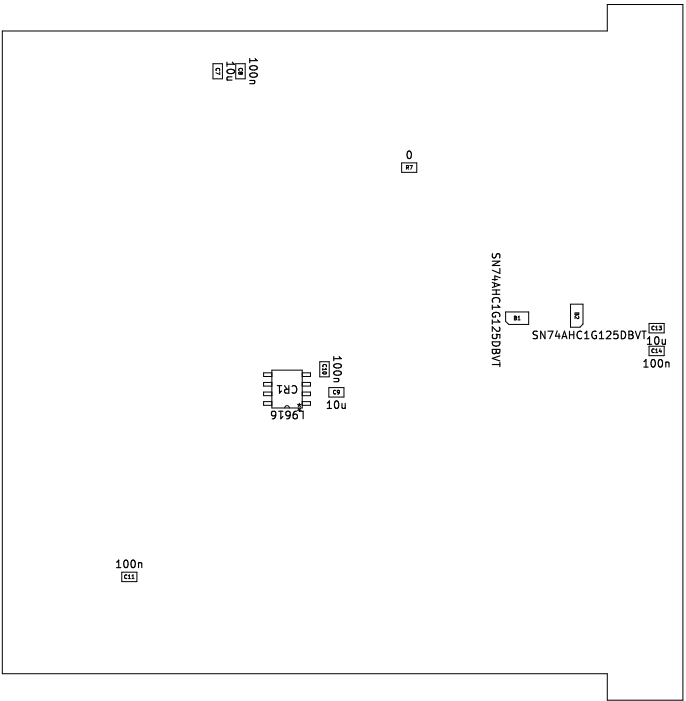 C7
10u
C8
100n
0
R7
SN74AHC1G125DBVT
B1
B2
SN74AHC1G125DBVT
C13
10u
C14
100n
C10
100n
C9
10u
CR1
L9616
100n
C11